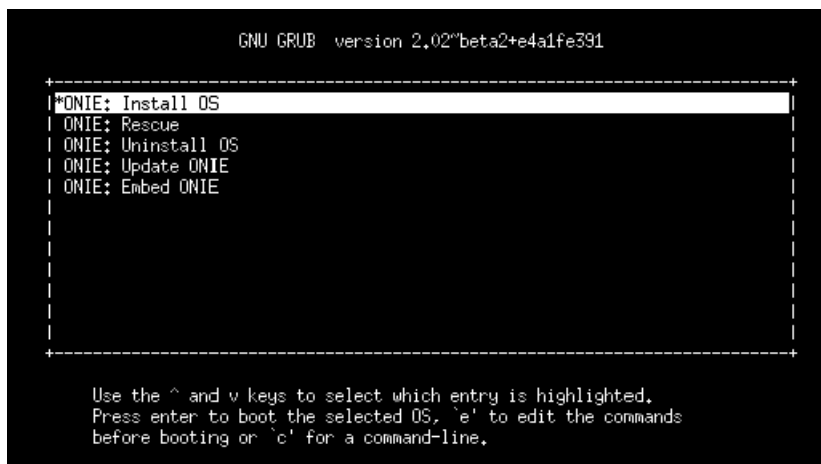 GNU GRUB  version 2.02~beta2+e4a1fe391
*ONIE: Install OS
ONIE: Rescue
ONIE: Uninstall OS
ONIE: Update ONIE
ONIE: Embed ONIE
Use the ^ and v keys to select which entry is highlighted.
Press enter to boot the selected OS, `e' to edit the commands
before booting or `c' for a command-line.